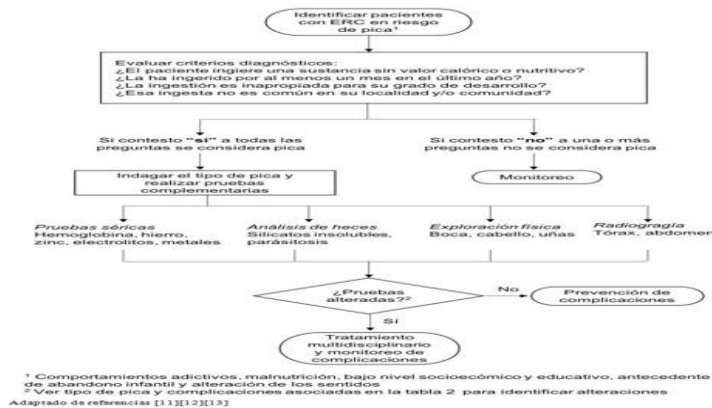 Identificar pacientes
con ERC en riesgo
de pica¹
Evaluar criterios diagnósticos:
¿El paciente ingiere una sustancia sin valor calórico o nutritivo?
¿La ha ingerido por al menos un mes en el último año?
¿La ingestión es inapropiada para su grado de desarrollo?
¿Esa ingesta no es común en su localidad y/o comunidad?
Si contesto "sí" a todas las
preguntas se considera pica
Si contesto "no" a una o más
preguntas no se considera pica
Indagar el tipo de pica y
realizar pruebas
complementarias
Monitoreo
Pruebas séricas
Hemoglobina, hierro,
zinc, electrolitos, metales
Análisis de heces
Silicatos insolubles,
parásitosis
Exploración física
Boca, cabello, uñas
Radiogragía
Tórax, abdomen
¿Pruebas
alteradas?²
No
Prevención de
complicaciones
Sí
Tratamiento
multidisciplinario
y monitoreo de
complicaciones
¹ Comportamientos adictivos, malnutrición, bajo nivel socioecómico y educativo, antecedente
de abandono infantil y alteración de los sentidos
² Ver tipo de pica y complicaciones asociadas en la tabla 2 para identificar alteraciones
Adaptado de referencias [11][12][13]